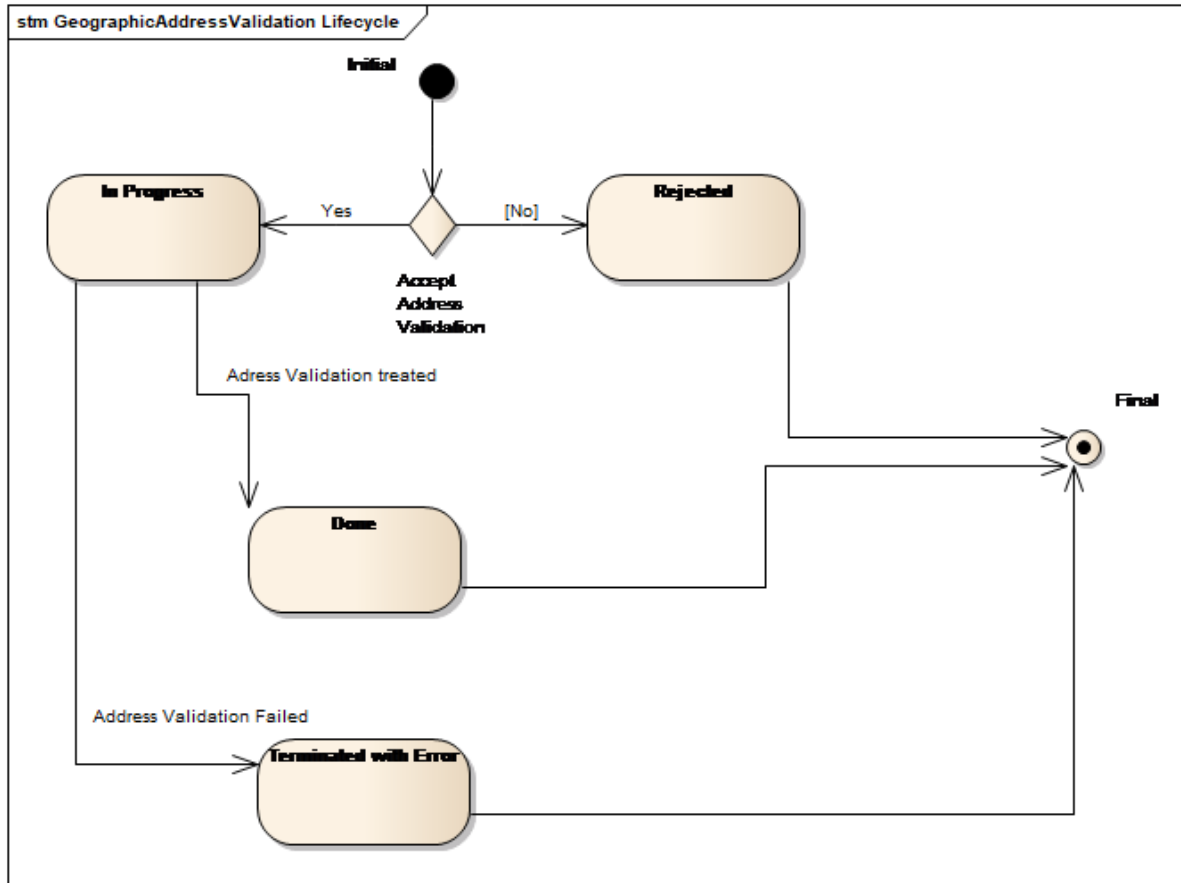 stm GeographicAddressValidation Lifecycle
Initial
In Progress
Rejected
Yes
[No]
Accept
Address
Validation
Adress Validation treated
Final
Done
Address Validation Failed
Terminated with Error